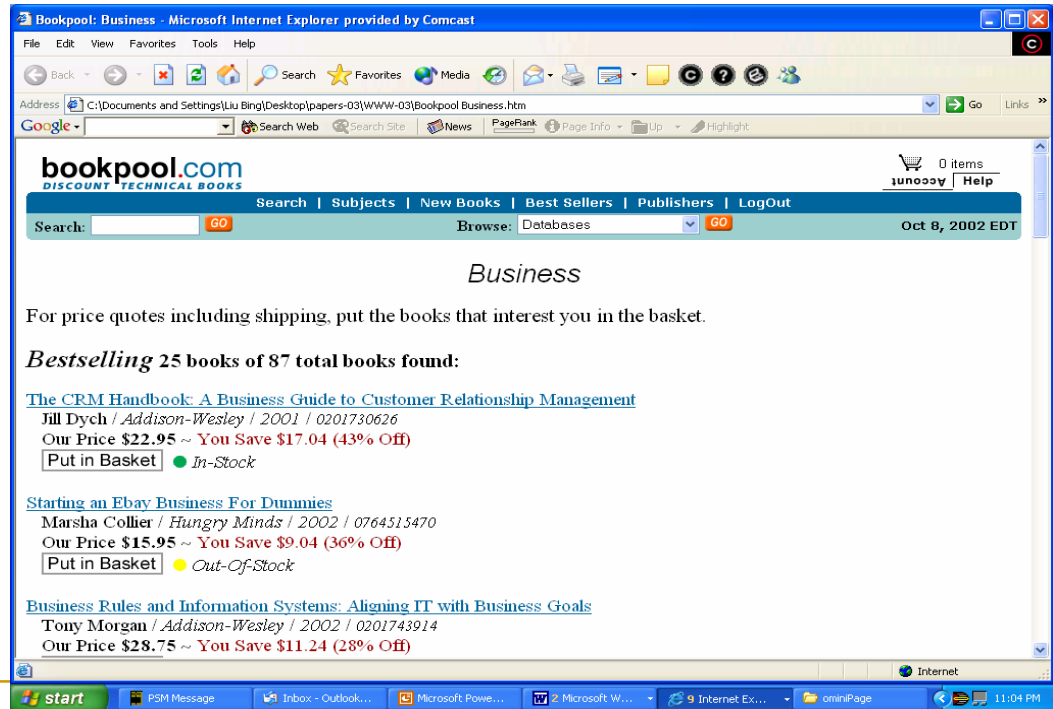 Bookpool: Business - Microsoft Internet Explorer provided by Comcast
File Edit View Favorites Tools Help
Back Search Favorites Media
Address C:\Documents and Settings\Liu Bing\Desktop\papers-03\WWW-03\Bookpool Business.htm Go Links »
Google Search Web Search Site News PageRank Page Info Up Highlight
bookpool.com
DISCOUNT TECHNICAL BOOKS
0 items
Account Help
Search | Subjects | New Books | Best Sellers | Publishers | LogOut
Search: GO Browse: Databases GO Oct 8, 2002 EDT
Business
For price quotes including shipping, put the books that interest you in the basket.
Bestselling 25 books of 87 total books found:
The CRM Handbook: A Business Guide to Customer Relationship Management
Jill Dych / Addison-Wesley / 2001 / 0201730626
Our Price $22.95 ~ You Save $17.04 (43% Off)
Put in Basket In-Stock
Starting an Ebay Business For Dummies
Marsha Collier / Hungry Minds / 2002 / 0764515470
Our Price $15.95 ~ You Save $9.04 (36% Off)
Put in Basket Out-Of-Stock
Business Rules and Information Systems: Aligning IT with Business Goals
Tony Morgan / Addison-Wesley / 2002 / 0201743914
Our Price $28.75 ~ You Save $11.24 (28% Off)
Internet
start PSM Message Inbox - Outlook... Microsoft Powe... 2 Microsoft W... 9 Internet Ex... ominiPage 11:04 PM